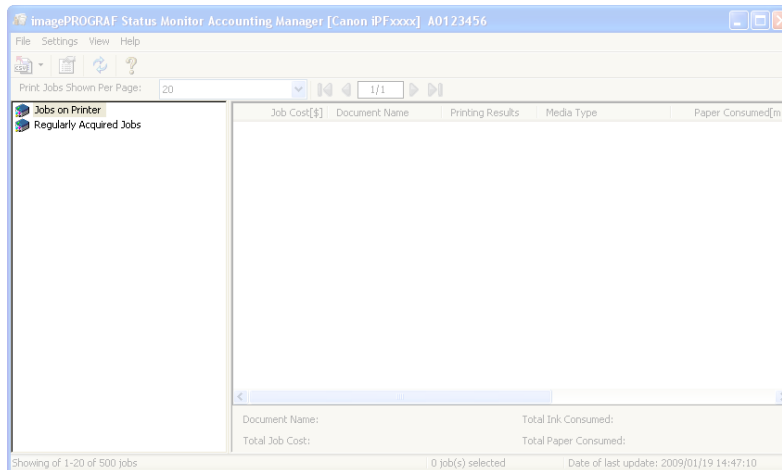 imagePROGRAF Status Monitor Accounting Manager [Canon iPFxxxx] A0123456
File Settings View Help
Print Jobs Shown Per Page: 20 1/1
Jobs on Printer
Regularly Acquired Jobs
Job Cost[$] Document Name Printing Results Media Type Paper Consumed[m
Document Name: Total Ink Consumed:
Total Job Cost: Total Paper Consumed:
Showing of 1-20 of 500 jobs 0 job(s) selected Date of last update: 2009/01/19 14:47:10